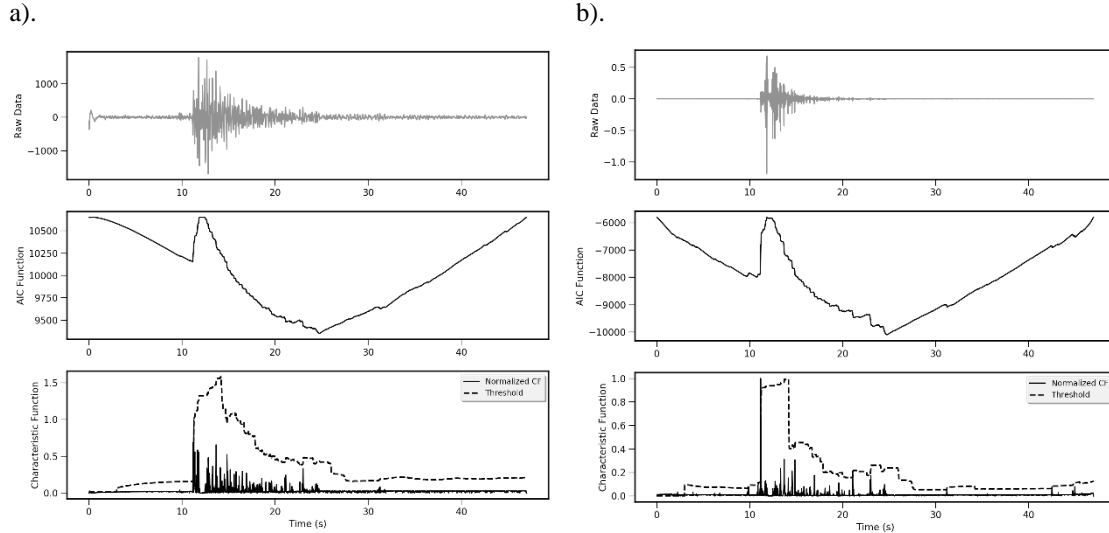 a).
Raw Data
1000
0
−1000
0 10 20 30 40
AIC Function
10500
10250
10000
9750
9500
0 10 20 30 40
Characteristic Function
1.5
1.0
0.5
0.0
Normalized CF
Threshold
0 10 20 30 40
Time (s)
b).
Raw Data
0.5
0.0
−0.5
−1.0
0 10 20 30 40
AIC Function
−6000
−7000
−8000
−9000
−10000
0 10 20 30 40
Characteristic Function
1.0
0.8
0.6
0.4
0.2
0.0
Normalized CF
Threshold
0 10 20 30 40
Time (s)